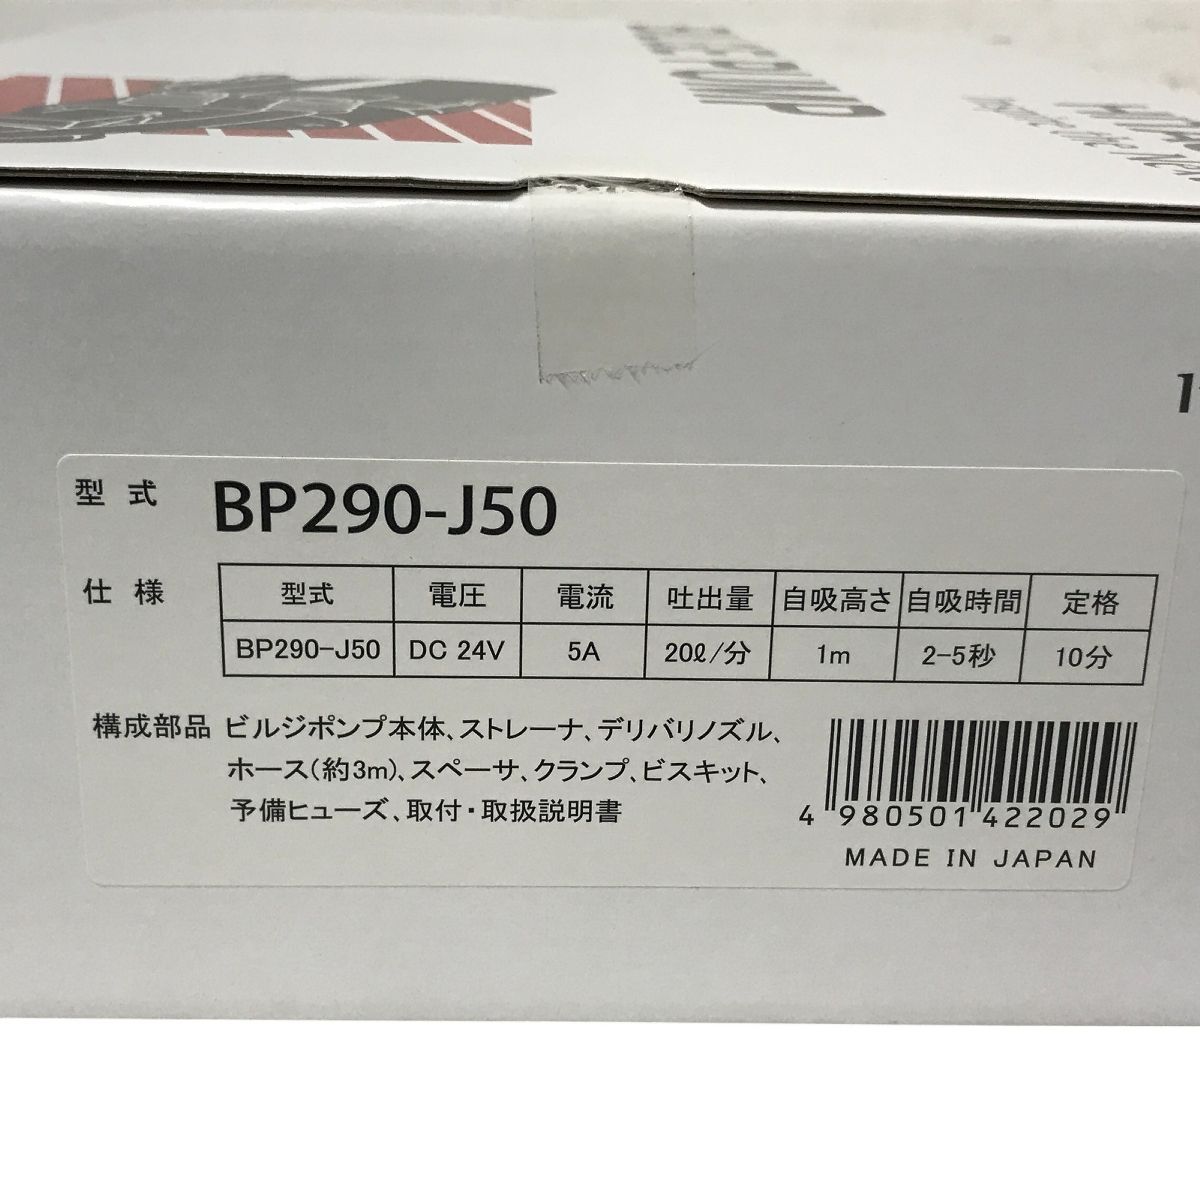 型式 BP290-J50
仕様
型式 電圧 電流 吐出量 自吸高さ 自吸時間 定格
BP290-J50 DC 24V 5A 20ℓ/分 1m 2-5秒 10分
構成部品 ビルジポンプ本体、ストレーナ、デリバリノズル、
ホース(約3m)、スペーサ、クランプ、ビスキット、
予備ヒューズ、取付・取扱説明書
4 980501 422029
MADE IN JAPAN